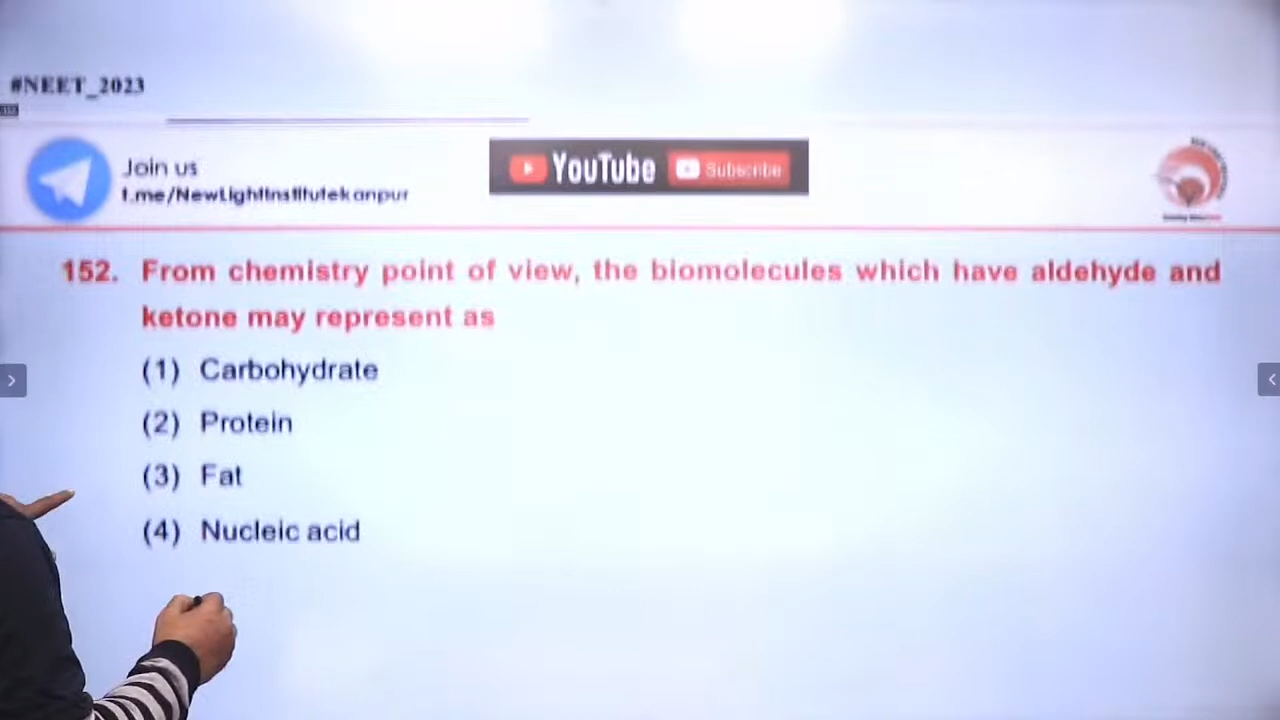 #NEET_2023
Join us
t.me/NewLightInstitutekanpur
YouTube
Subscribe
152. From chemistry point of view, the biomolecules which have aldehyde and
ketone may represent as
(1) Carbohydrate
(2) Protein
(3) Fat
(4) Nucleic acid